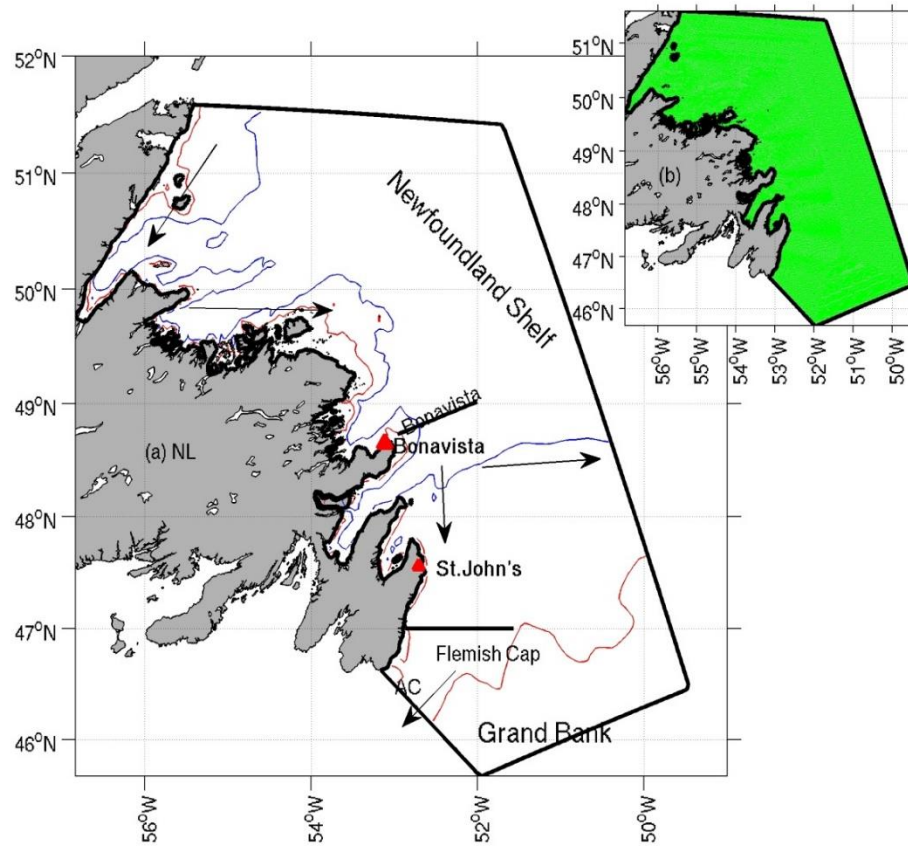 52°N
51°N
50°N
49°N
48°N
47°N
46°N
56°W
54°W
52°W
50°W
Newfoundland Shelf
(a) NL
Bonavista
Bonavista
St.John's
Flemish Cap
AC
Grand Bank
51°N
50°N
49°N
48°N
47°N
46°N
(b)
56°W
55°W
54°W
53°W
52°W
51°W
50°W